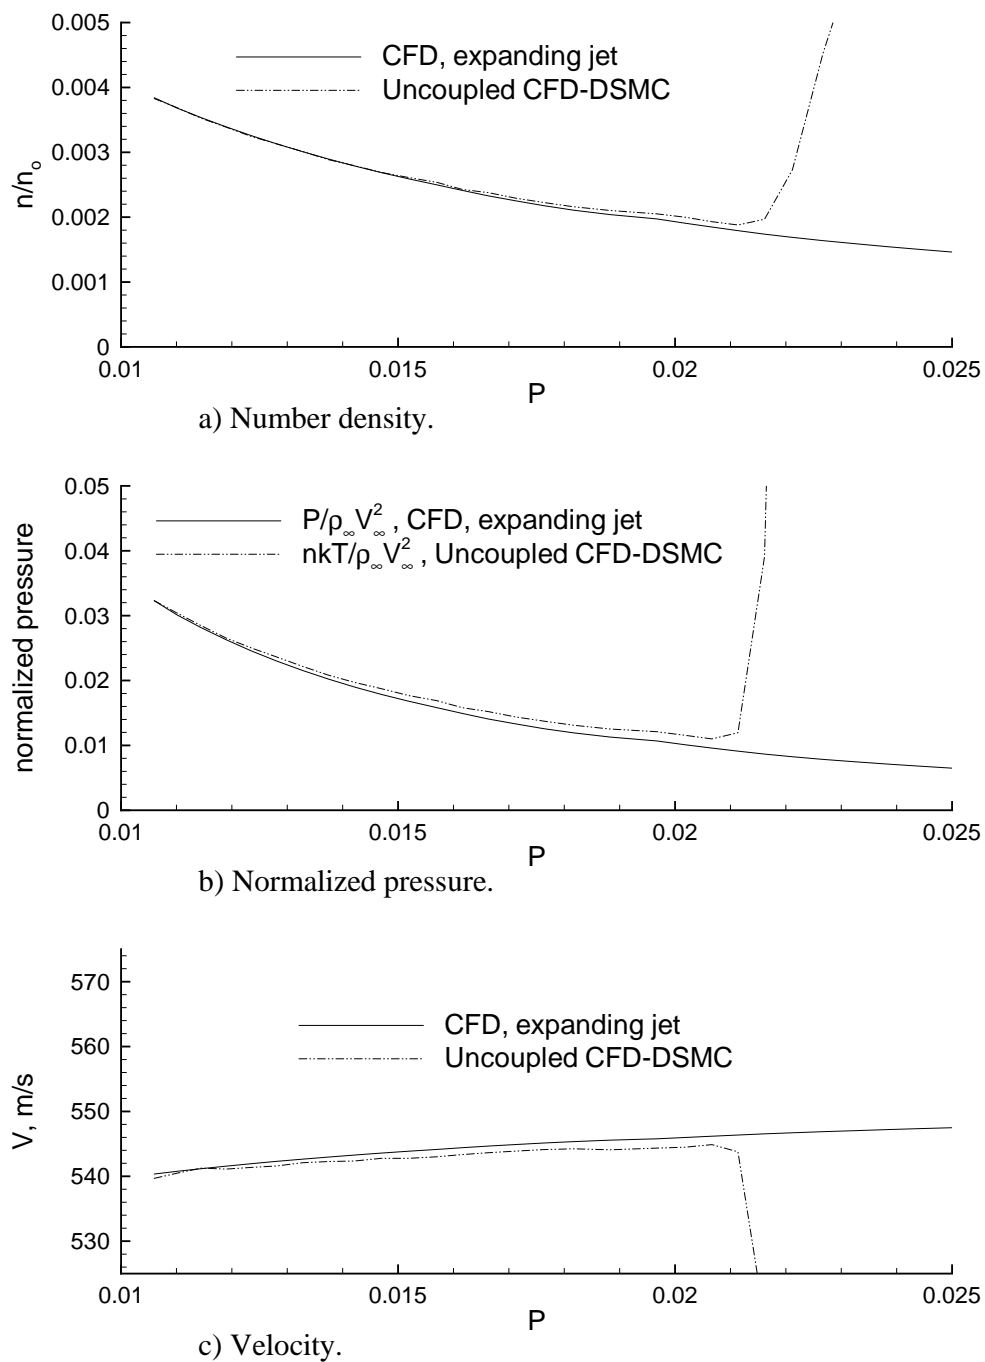 0.005
CFD, expanding jet
Uncoupled CFD-DSMC
0.004
0.003
n/nₒ
0.002
0.001
0
0.01 0.015 0.02 0.025
P
a) Number density.
0.05
P/ρ∞V∞², CFD, expanding jet
nkT/ρ∞V∞², Uncoupled CFD-DSMC
0.04
0.03
normalized pressure
0.02
0.01
0
0.01 0.015 0.02 0.025
P
b) Normalized pressure.
570
CFD, expanding jet
560
Uncoupled CFD-DSMC
V, m/s
550
540
530
0.01 0.015 0.02 0.025
P
c) Velocity.